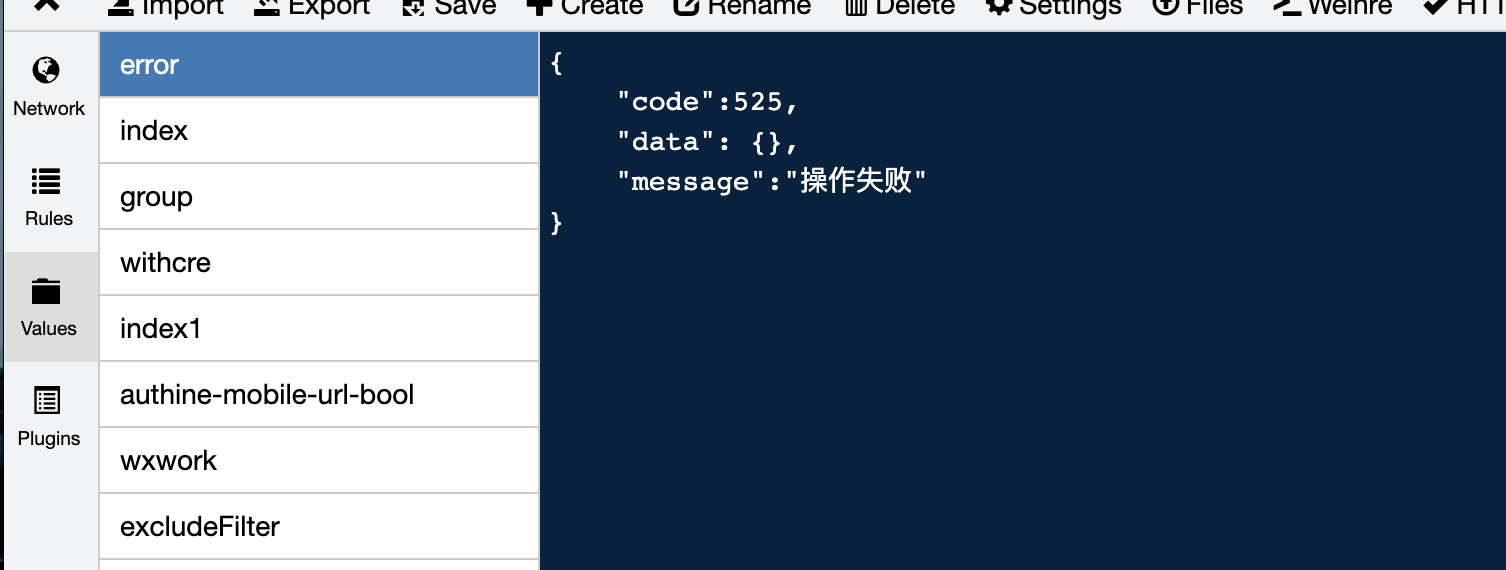 Import Export Save Create Rename Delete Settings Files Weinre
Network
Rules
Values
Plugins
error
index
group
withcre
index1
authine-mobile-url-bool
wxwork
excludeFilter
{
"code":525,
"data": {},
"message":"操作失败"
}